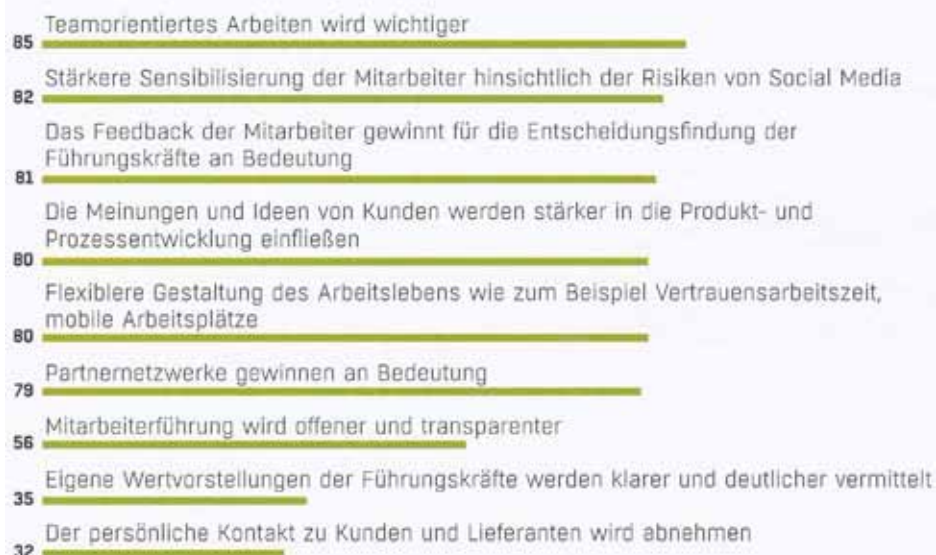 Teamorientiertes Arbeiten wird wichtiger
85
Stärkere Sensibilisierung der Mitarbeiter hinsichtlich der Risiken von Social Media
82
Das Feedback der Mitarbeiter gewinnt für die Entscheidungsfindung der
Führungskräfte an Bedeutung
81
Die Meinungen und Ideen von Kunden werden stärker in die Produkt- und
Prozessentwicklung einfließen
80
Flexiblere Gestaltung des Arbeitslebens wie zum Beispiel Vertrauensarbeitszeit,
mobile Arbeitsplätze
80
Partnernetzwerke gewinnen an Bedeutung
79
Mitarbeiterführung wird offener und transparenter
56
Eigene Wertvorstellungen der Führungskräfte werden klarer und deutlicher vermittelt
35
Der persönliche Kontakt zu Kunden und Lieferanten wird abnehmen
32